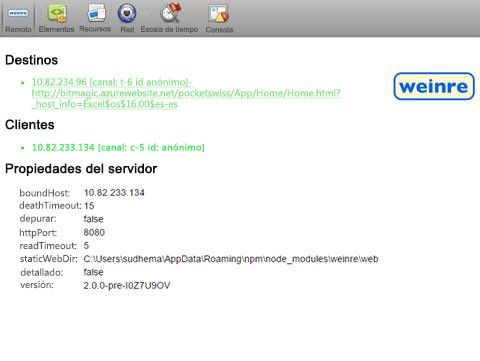 weinre
Remoto Elementos Recursos Red Escala de tiempo Consola
Destinos
10.82.234.96 [canal: t-6 id anónimo]-
http://bitmagic.azurewebsite.net/pocketswiss/App/Home/Home.html?
_host_info=Excel$os$16.00$es-es
weinre
Clientes
10.82.233.134 [canal: c-5 id: anónimo]
Propiedades del servidor
boundHost: 10.82.233.134
deathTimeout: 15
depurar: false
httpPort: 8080
readTimeout: 5
staticWebDir: C:\Users\sudhema\AppData\Roaming\npm\node_modules\weinre\web
detallado: false
versión: 2.0.0-pre-I0Z7U9OV